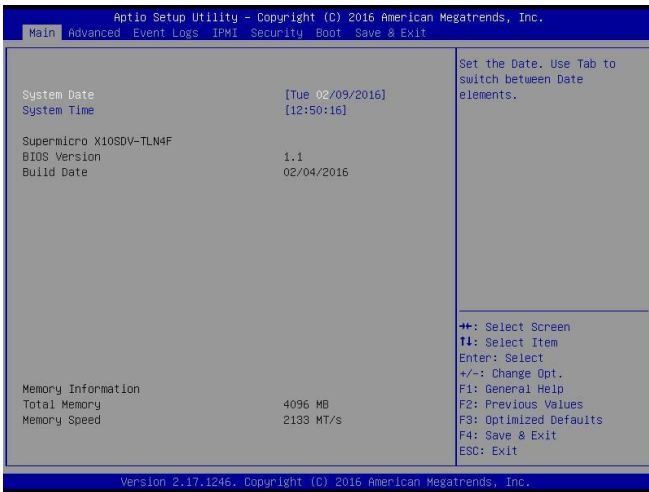 Aptio Setup Utility – Copyright (C) 2016 American Megatrends, Inc.
Main Advanced Event Logs IPMI Security Boot Save & Exit
System Date [Tue 02/09/2016]
System Time [12:50:16]
Supermicro X10SDV-TLN4F
BIOS Version 1.1
Build Date 02/04/2016
Memory Information
Total Memory 4096 MB
Memory Speed 2133 MT/s
Set the Date. Use Tab to
switch between Date
elements.
→←: Select Screen
↑↓: Select Item
Enter: Select
+/-: Change Opt.
F1: General Help
F2: Previous Values
F3: Optimized Defaults
F4: Save & Exit
ESC: Exit
Version 2.17.1246. Copyright (C) 2016 American Megatrends, Inc.